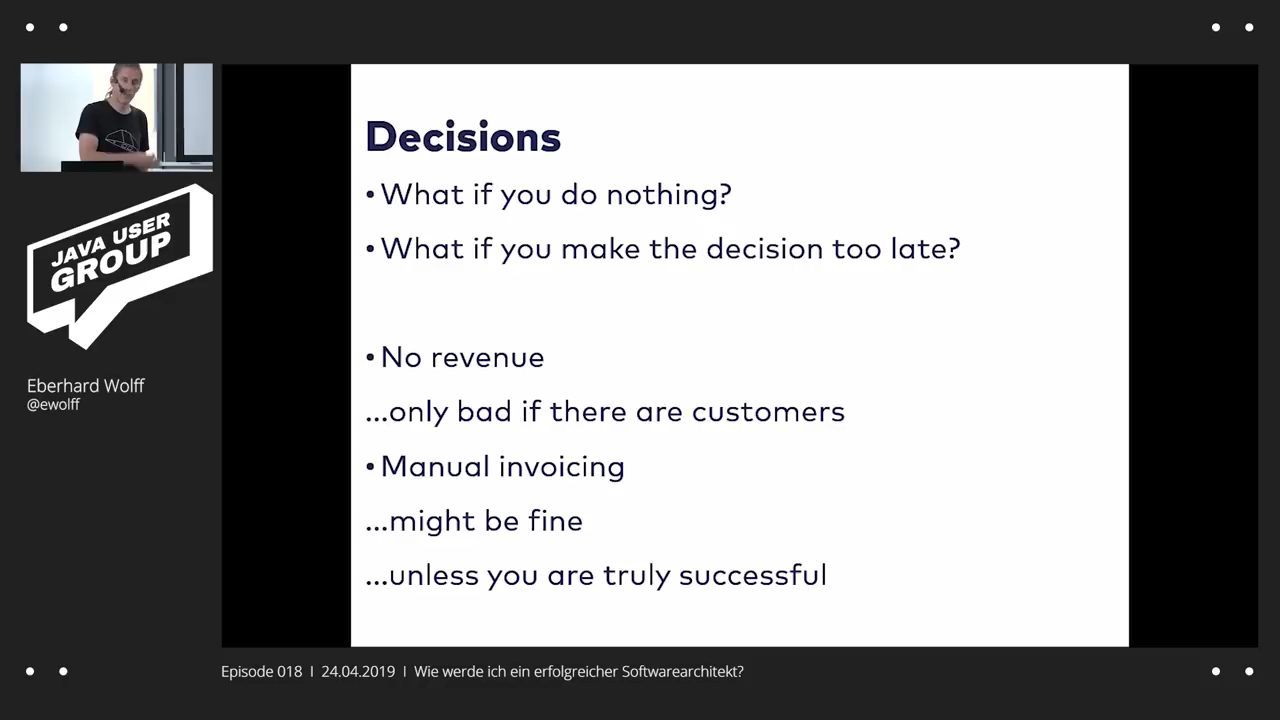 JAVA USER
GROUP
Eberhard Wolff
@ewolff
Decisions
• What if you do nothing?
• What if you make the decision too late?
• No revenue
...only bad if there are customers
• Manual invoicing
...might be fine
...unless you are truly successful
Episode 018 | 24.04.2019 | Wie werde ich ein erfolgreicher Softwarearchitekt?